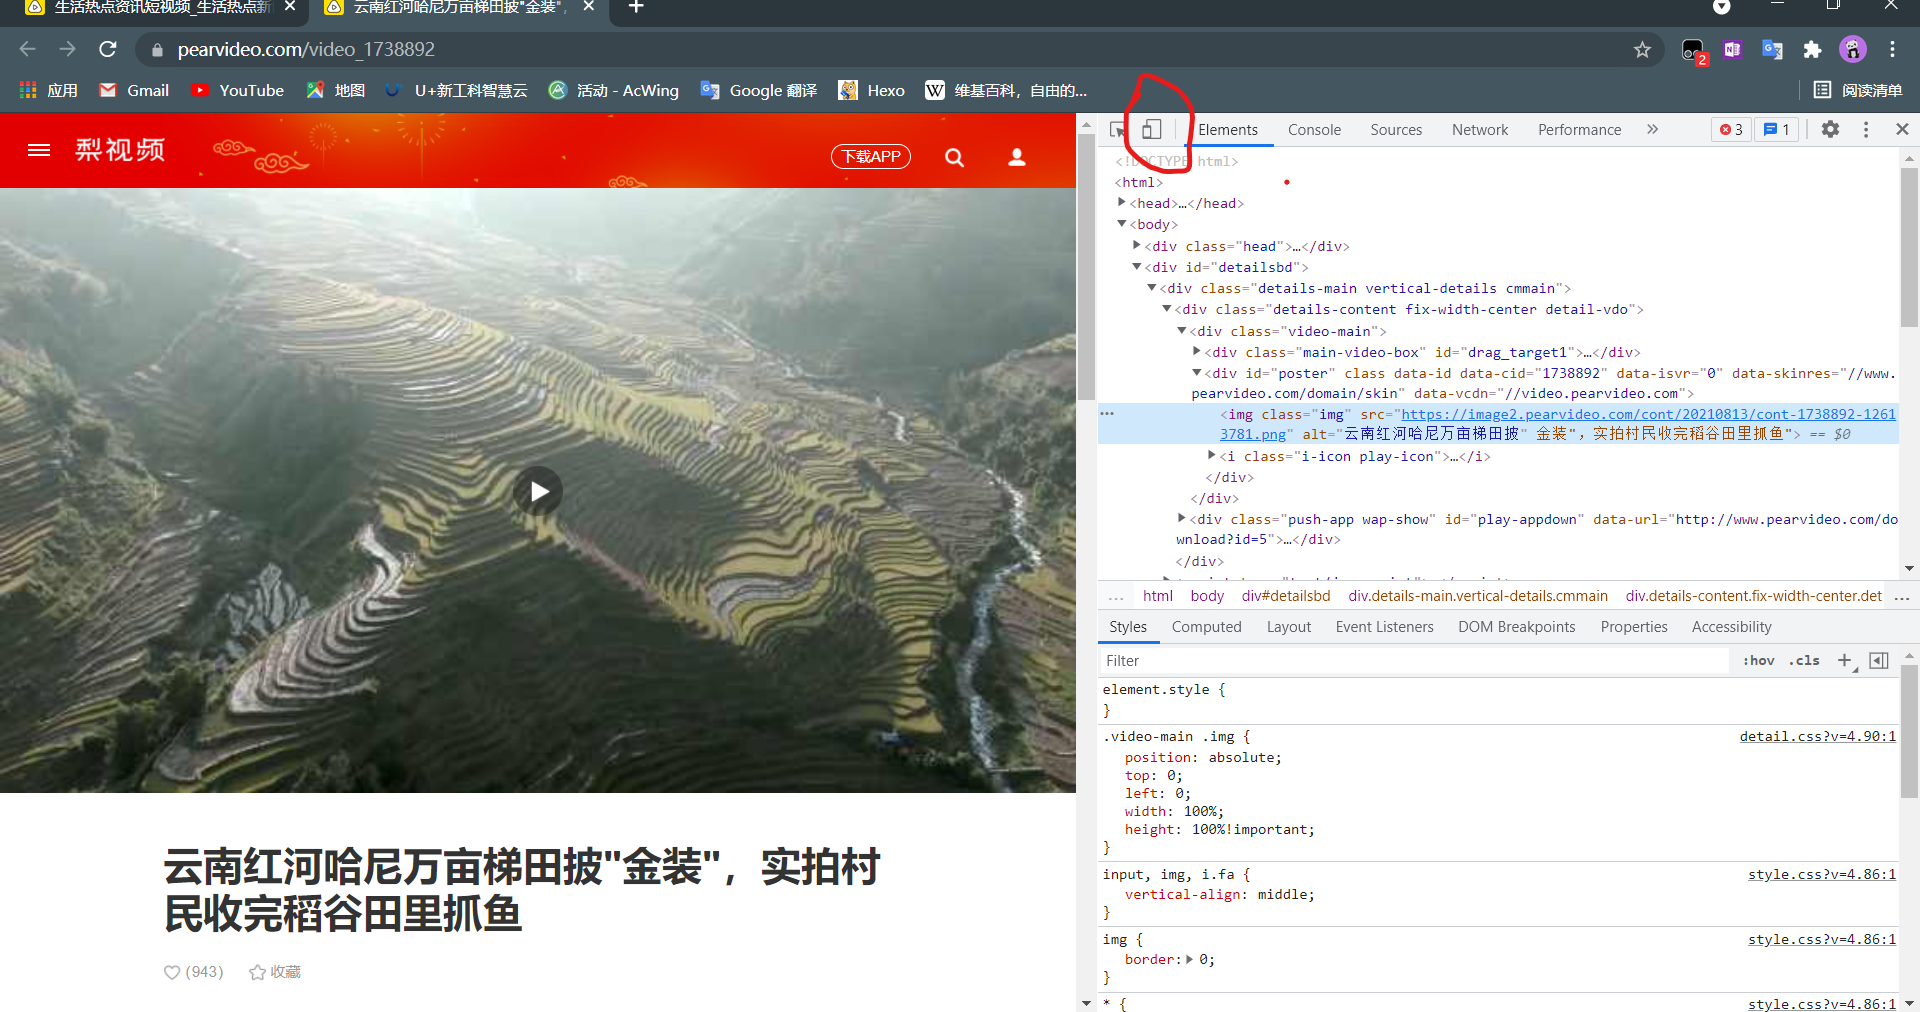 生活热点资讯短视频_生活热点新
云南红河哈尼万亩梯田披"金装",
pearvideo.com/video_1738892
2
应用
Gmail
YouTube
地图
U+新工科智慧云
活动 - AcWing
Google 翻译
Hexo
维基百科，自由的...
阅读清单
梨视频
下载APP
云南红河哈尼万亩梯田披"金装"，实拍村
民收完稻谷田里抓鱼
(943)
收藏
Elements
Console
Sources
Network
Performance
3
1
<!DOCTYPE html>
<html>
<head>…</head>
<body>
<div class="head">…</div>
<div id="detailsbd">
<div class="details-main vertical-details cmmain">
<div class="details-content fix-width-center detail-vdo">
<div class="video-main">
<div class="main-video-box" id="drag_target1">…</div>
<div id="poster" class data-id data-cid="1738892" data-isvr="0" data-skinres="//www.
pearvideo.com/domain/skin" data-vcdn="//video.pearvideo.com">
<img class="img" src="https://image2.pearvideo.com/cont/20210813/cont-1738892-1261
3781.png" alt="云南红河哈尼万亩梯田披" 金装"，实拍村民收完稻谷田里抓鱼"> == $0
<i class="i-icon play-icon">…</i>
</div>
</div>
<div class="push-app wap-show" id="play-appdown" data-url="http://www.pearvideo.com/do
wnload?id=5">…</div>
</div>
...
html
body
div#detailsbd
div.details-main.vertical-details.cmmain
div.details-content.fix-width-center.det
...
Styles
Computed
Layout
Event Listeners
DOM Breakpoints
Properties
Accessibility
Filter
:hov
.cls
element.style {
}
.video-main .img {
detail.css?v=4.90:1
position: absolute;
top: 0;
left: 0;
width: 100%;
height: 100%!important;
}
input, img, i.fa {
style.css?v=4.86:1
vertical-align: middle;
}
img {
style.css?v=4.86:1
border: 0;
}
* {
style.css?v=4.86:1